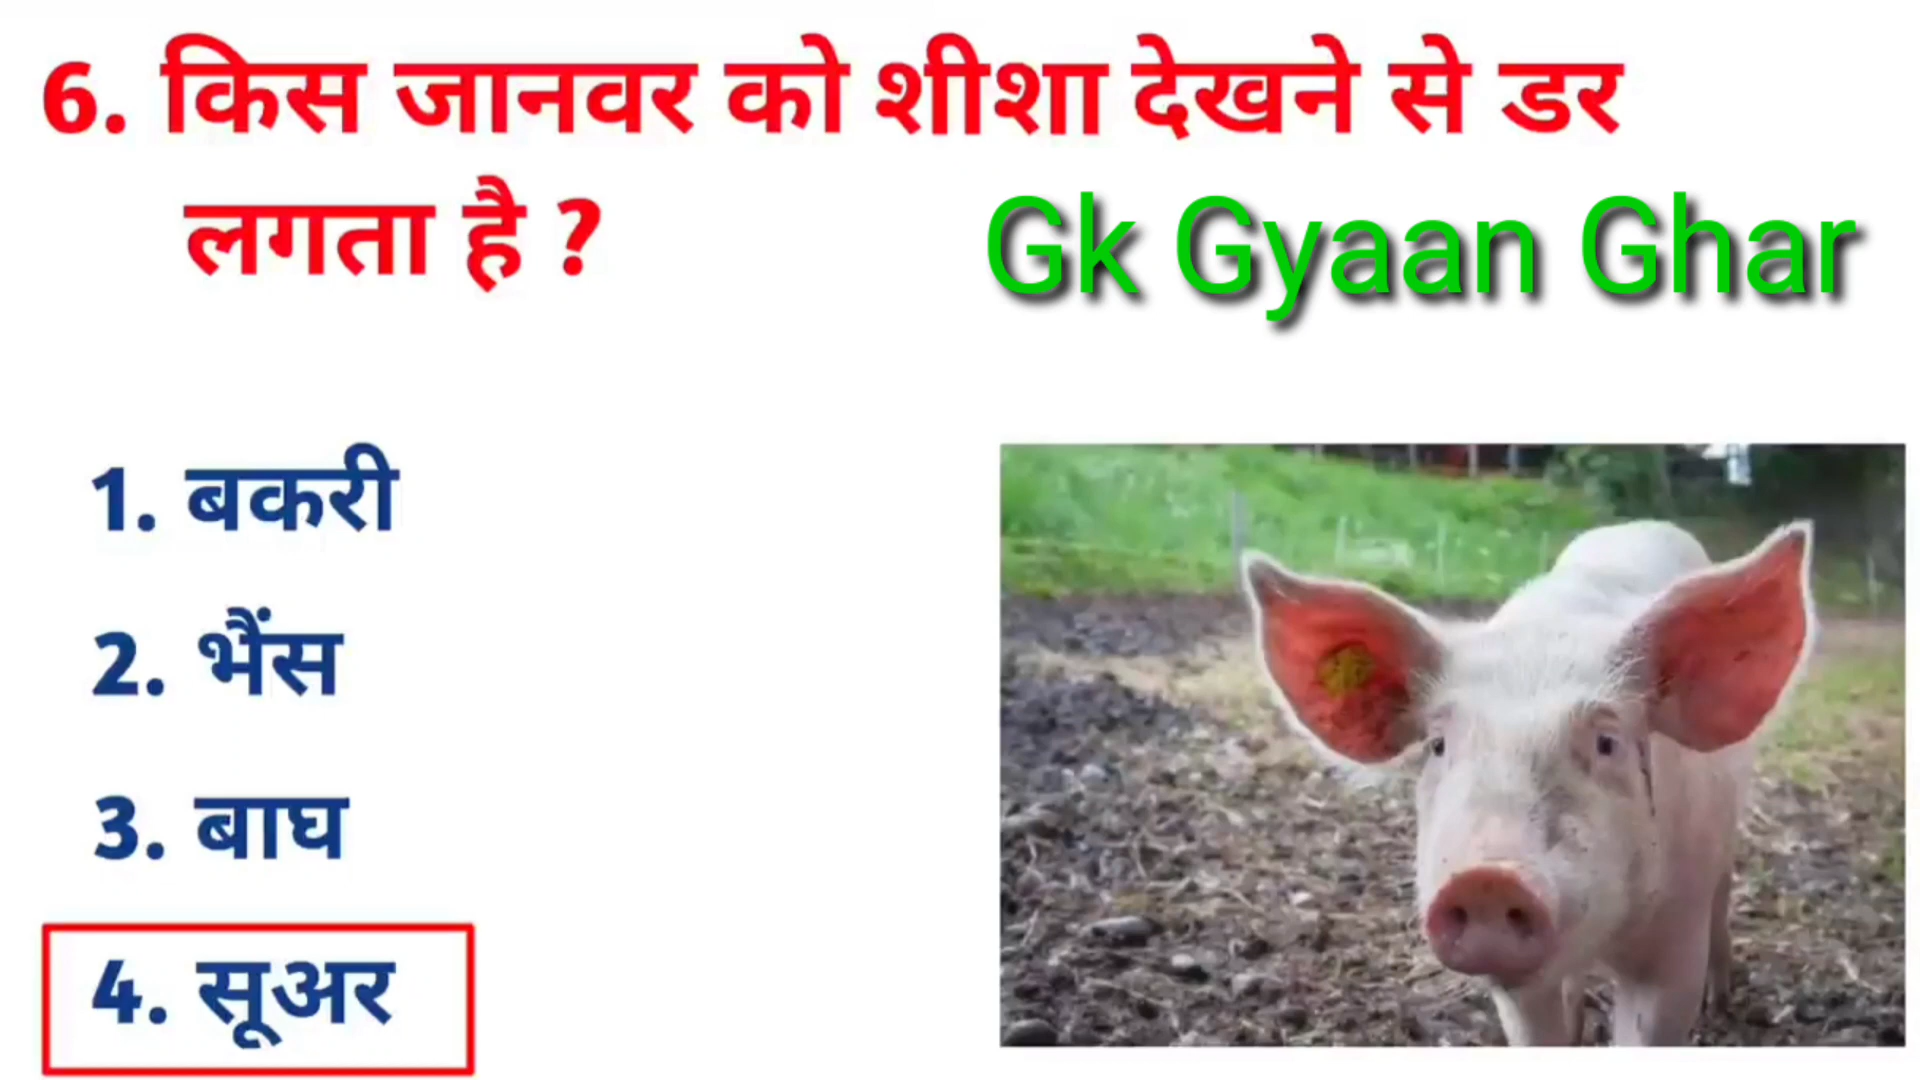 6. किस जानवर को शीशा देखने से डर
लगता है ?
Gk Gyaan Ghar
1. बकरी
2. भैंस
3. बाघ
4. सूअर